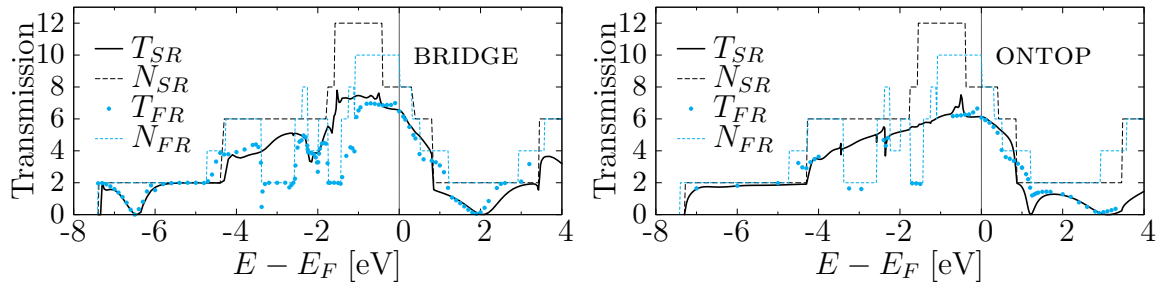 Transmission
12
10
8
6
4
2
0
T_{SR}
N_{SR}
T_{FR}
N_{FR}
BRIDGE
-8 -6 -4 -2 0 2 4
E − E_F [eV]
Transmission
12
10
8
6
4
2
0
T_{SR}
N_{SR}
T_{FR}
N_{FR}
ONTOP
-8 -6 -4 -2 0 2 4
E − E_F [eV]